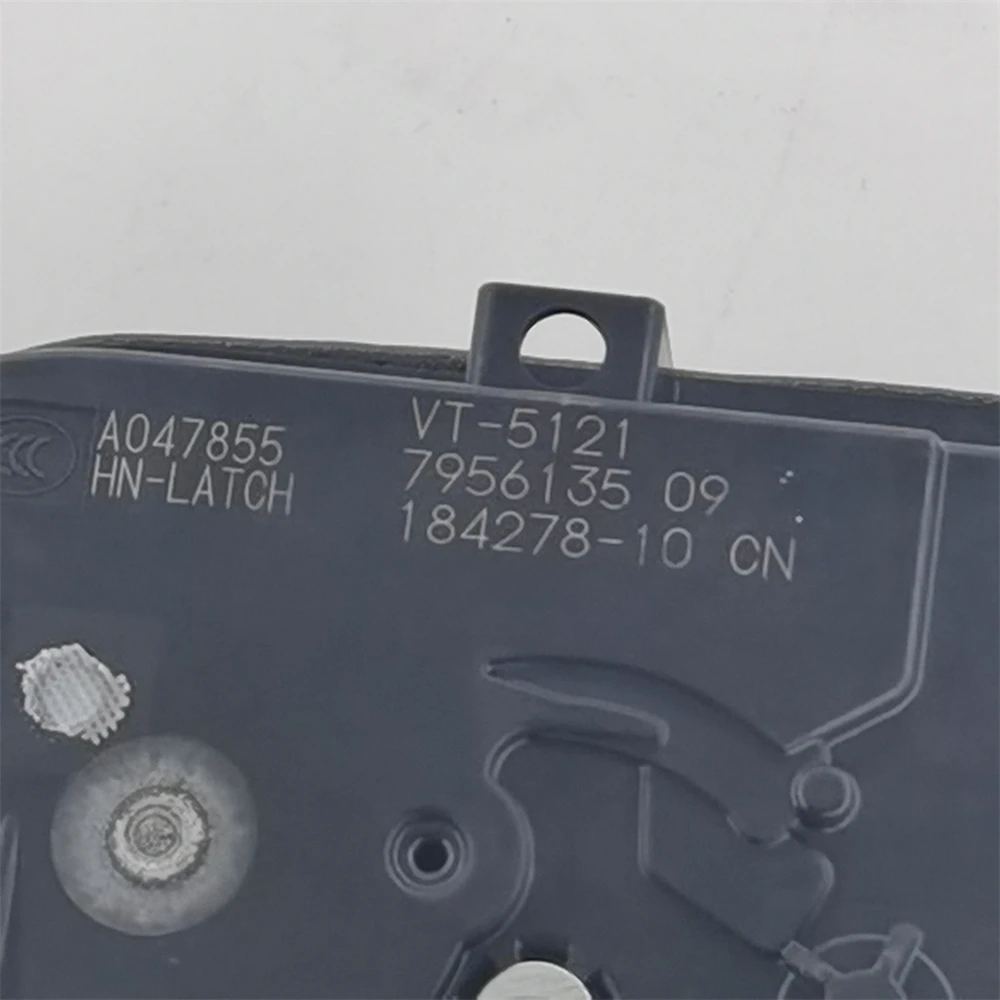 A047855
HN-LATCH
VT-5121
7956135 09
184278-10 CN